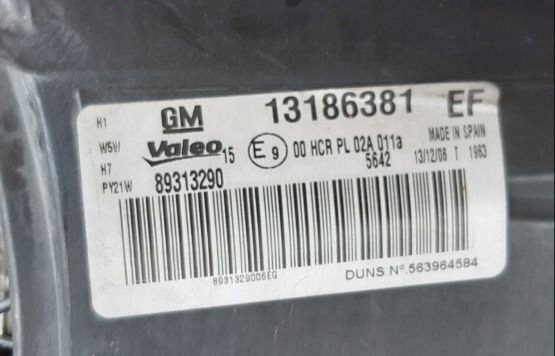 H1
GM 13186381 EF
W5W
Valeo 15 E9 00 HCR PL 02A 011a MADE IN SPAIN
H7
5642 13/12/06 T 1963
PY21W 89313290
8931329006EG
DUNS Nº.563964584